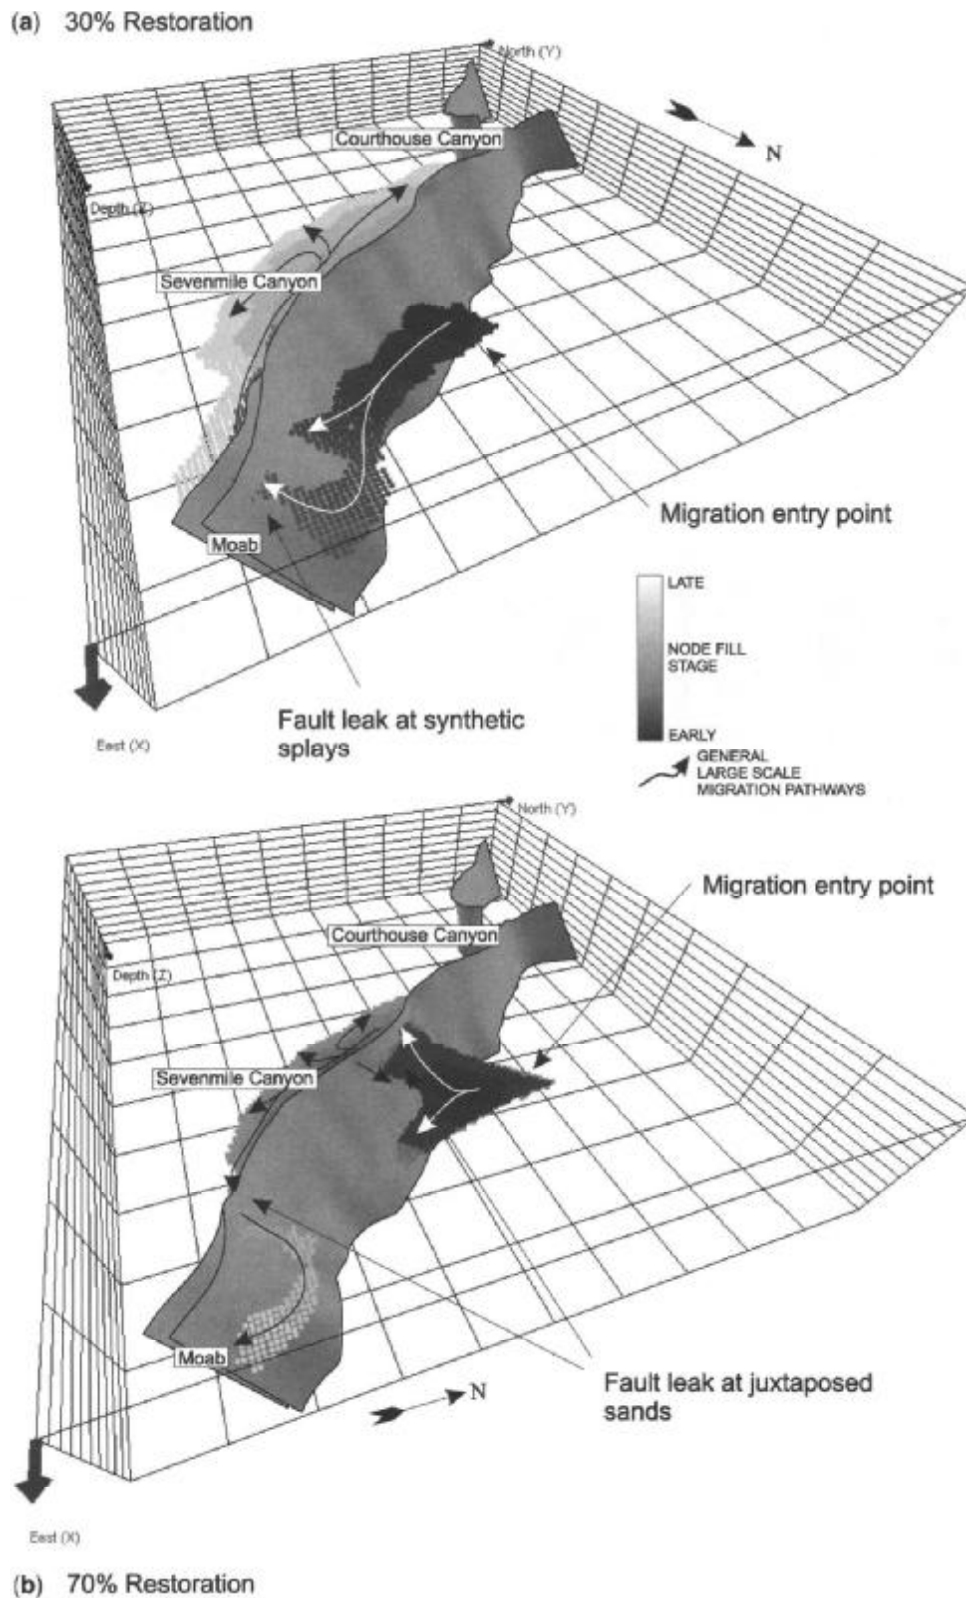 (a) 30% Restoration
North (Y)
N
Courthouse Canyon
Depth (Z)
Sevenmile Canyon
Migration entry point
Moab
LATE
NODE FILL
STAGE
EARLY
Fault leak at synthetic
splays
East (X)
GENERAL
LARGE SCALE
MIGRATION PATHWAYS
North (Y)
Migration entry point
Courthouse Canyon
Depth (Z)
Sevenmile Canyon
Moab
Fault leak at juxtaposed
sands
N
East (X)
(b) 70% Restoration